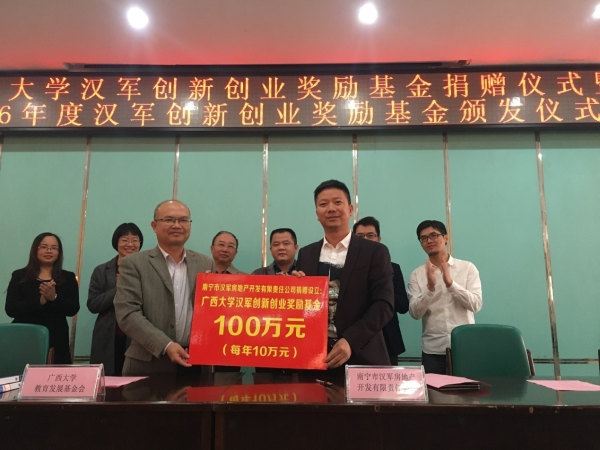 大学汉军创新创业奖励基金捐赠仪式暨
6年度汉军创新创业奖励基金颁发仪式
南宁市汉军房地产开发有限责任公司捐赠设立:
广西大学汉军创新创业奖励基金
100万元
(每年10万元)
广西大学
教育发展基金会
南宁市汉军房地产
开发有限责任公司